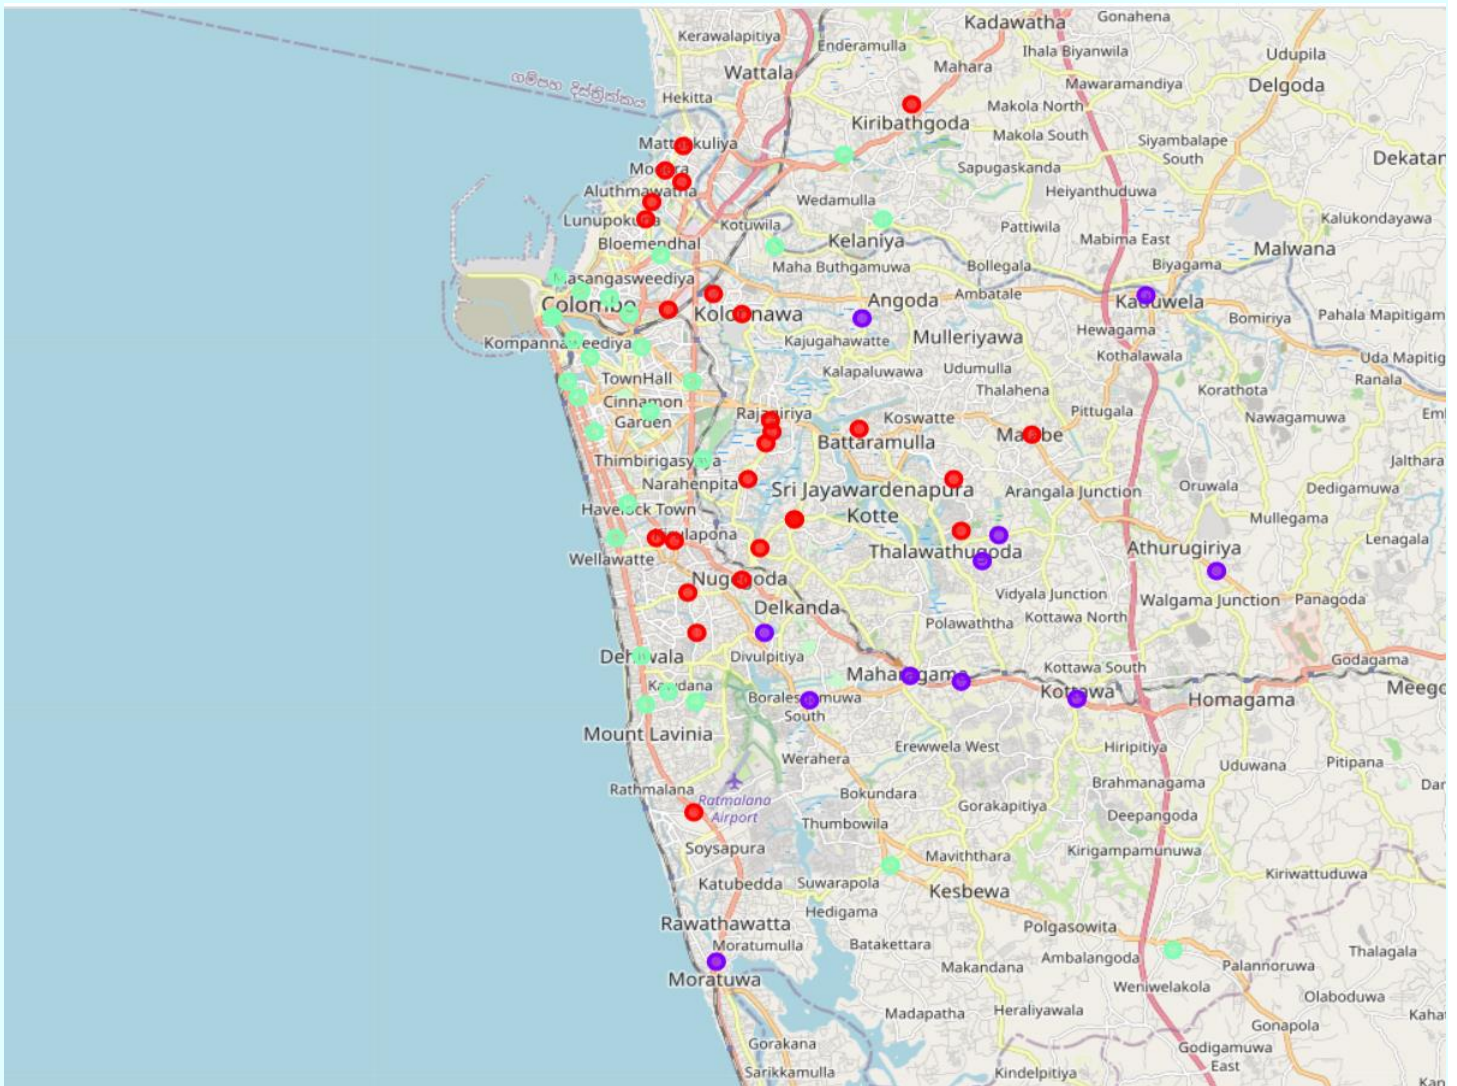 Kadawatha
Gonahena
Kerawalapitiya
Enderamulla
Ihala Biyanwila
Udupila
Wattala
Mahara
Mawaramandiya
Delgoda
ගම්පහ දිස්ත්‍රික්කය
Hekitta
Makola North
Kiribathgoda
Makola South
Siyambalape
South
Dekatan
Sapugaskanda
Aluthmawatha
Heiyanthuduwa
Wedamulla
Kotuwila
Pattiwila
Kalukondayawa
Bloemendhal
Kelaniya
Mabima East
Malwana
Maha Buthgamuwa
Bollegala
Biyagama
Angoda
Ambatale
Colombo
Mulleriyawa
Hewagama
Bomiriya
Pahala Mapitigam
Kajugahawatte
Kothalawala
Uda Mapitig
Kalapaluwawa
Udumulla
Ranala
TownHall
Thalahena
Korathota
Cinnamon
Garden
Koswatte
Pittugala
Nawagamuwa
Battaramulla
Jalthara
Narahenpita
Sri Jayawardenapura
Kotte
Arangala Junction
Oruwala
Dedigamuwa
Havelock Town
Mullegama
Wellawatte
Thalawathugoda
Athurugiriya
Lenagala
Delkanda
Vidyala Junction
Walgama Junction
Panagoda
Polawaththa
Kottawa North
Divulpitiya
Godagama
Kottawa South
Meego
South
Homagama
Mount Lavinia
Erewwela West
Hiripitiya
Werahera
Uduwana
Pitipana
Rathmalana
Ratmalana
Airport
Bokundara
Brahmanagama
Dar
Gorakapitiya
Deepangoda
Thumbowila
Soysapura
Maviththara
Kirigampamunuwa
Kiriwattuduwa
Katubedda
Suwarapola
Kesbewa
Hedigama
Rawathawatta
Polgasowita
Moratumulla
Batakettara
Ambalangoda
Thalagala
Moratuwa
Makandana
Palannoruwa
Weniwelakola
Olaboduwa
Madapatha
Heraliyawala
Gonapola
Kahat
Gorakana
Godigamuwa
East
Sarikkamulla
Kindelpitiya